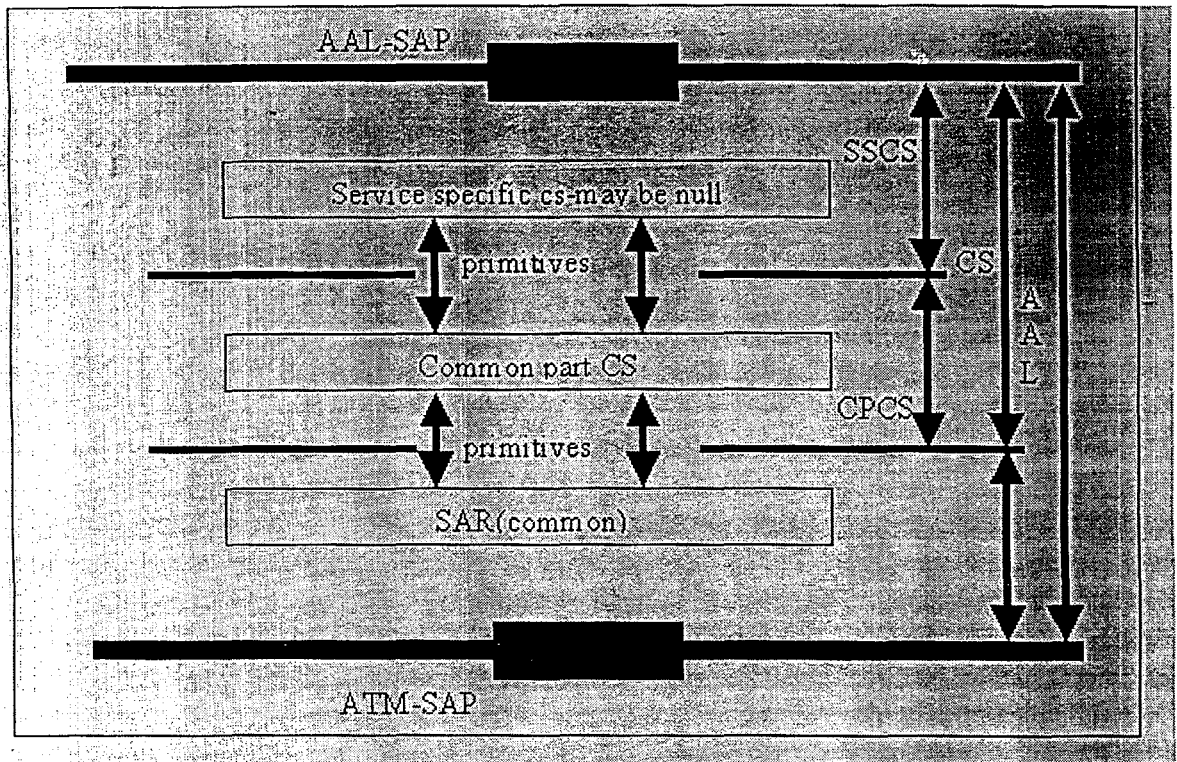 AAL-SAP
SSCS
Service specific cs-may be null
primitives
CS
A
A
L
Common part CS
CPCS
primitives
SAR(common)
ATM-SAP